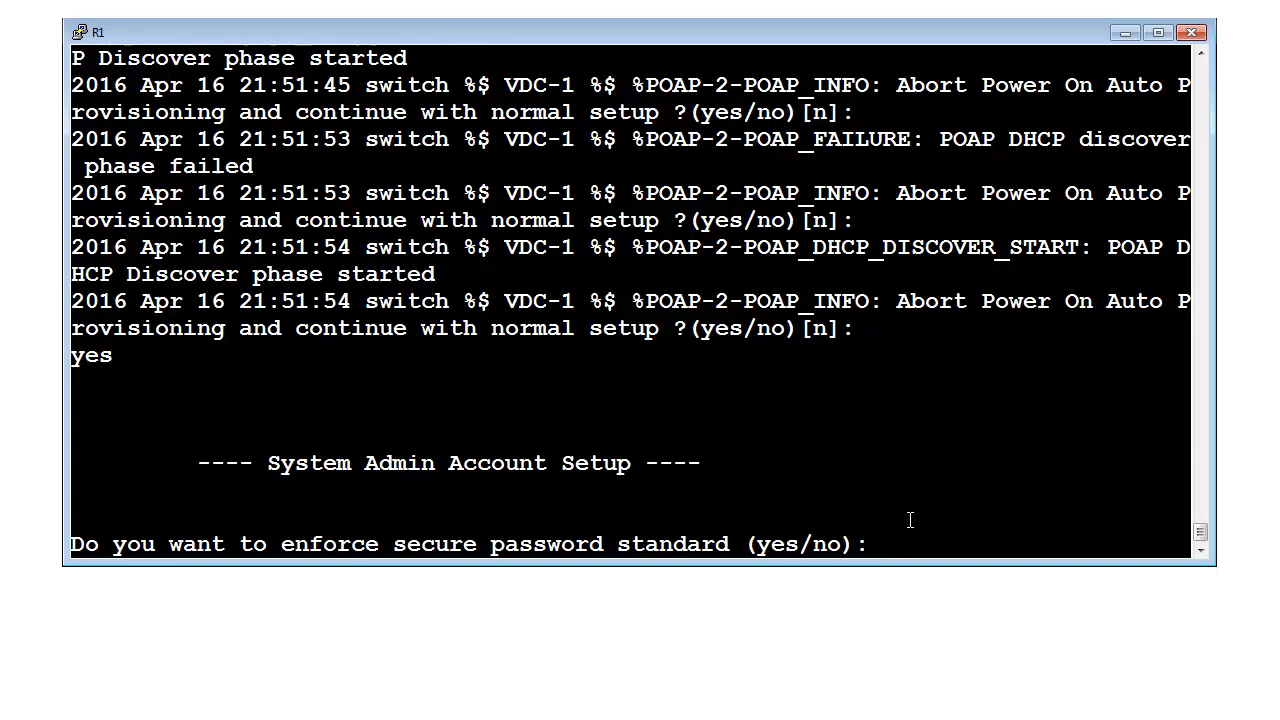 R1
P Discover phase started
2016 Apr 16 21:51:45 switch %$ VDC-1 %$ %POAP-2-POAP_INFO: Abort Power On Auto P
rovisioning and continue with normal setup ?(yes/no)[n]:
2016 Apr 16 21:51:53 switch %$ VDC-1 %$ %POAP-2-POAP_FAILURE: POAP DHCP discover
 phase failed
2016 Apr 16 21:51:53 switch %$ VDC-1 %$ %POAP-2-POAP_INFO: Abort Power On Auto P
rovisioning and continue with normal setup ?(yes/no)[n]:
2016 Apr 16 21:51:54 switch %$ VDC-1 %$ %POAP-2-POAP_DHCP_DISCOVER_START: POAP D
HCP Discover phase started
2016 Apr 16 21:51:54 switch %$ VDC-1 %$ %POAP-2-POAP_INFO: Abort Power On Auto P
rovisioning and continue with normal setup ?(yes/no)[n]:
yes
---- System Admin Account Setup ----
Do you want to enforce secure password standard (yes/no):